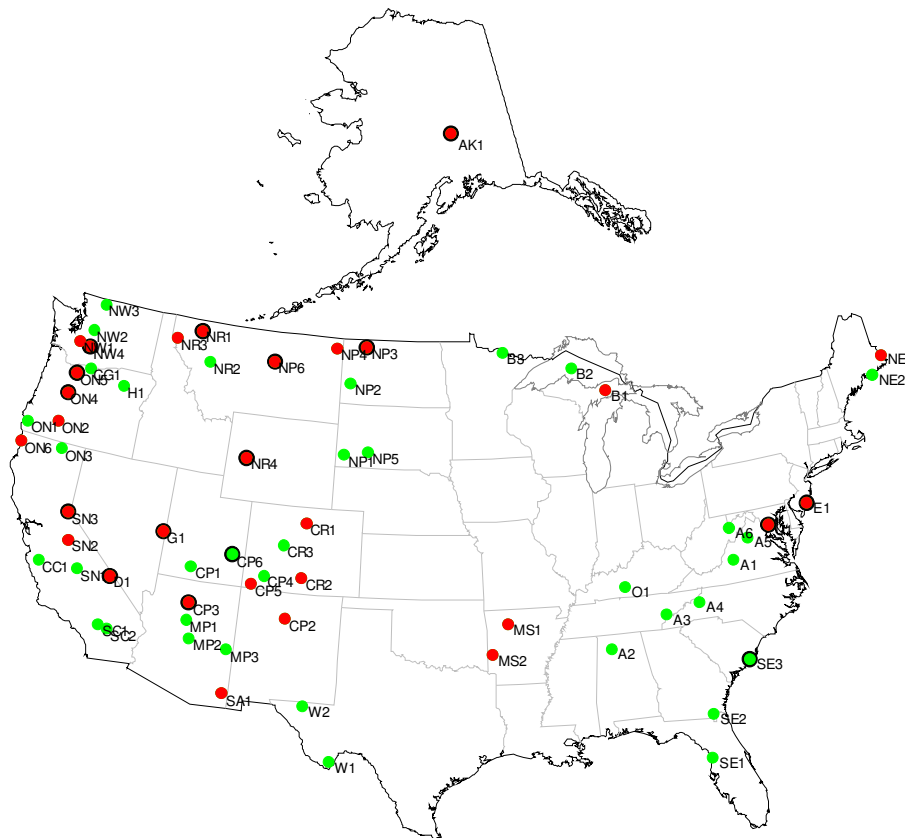 AK1
NW3
NW2
NW1
NW4
NR1
NR3
NP4
NP3
NE
B3
NR2
NP6
B2
NE2
ON5
CG1
H1
NP2
B1
ON4
ON1
ON2
ON6
ON3
NP1
NP5
NR4
E1
SN3
CR1
G1
A6
A5
SN2
CR3
CC1
SN1
D1
CP1
CP6
CP4
CP5
CR2
A1
O1
CP3
A4
MP1
CP2
A3
SC1
SC2
MS1
MP2
MP3
MS2
A2
SE3
SA1
W2
SE2
W1
SE1